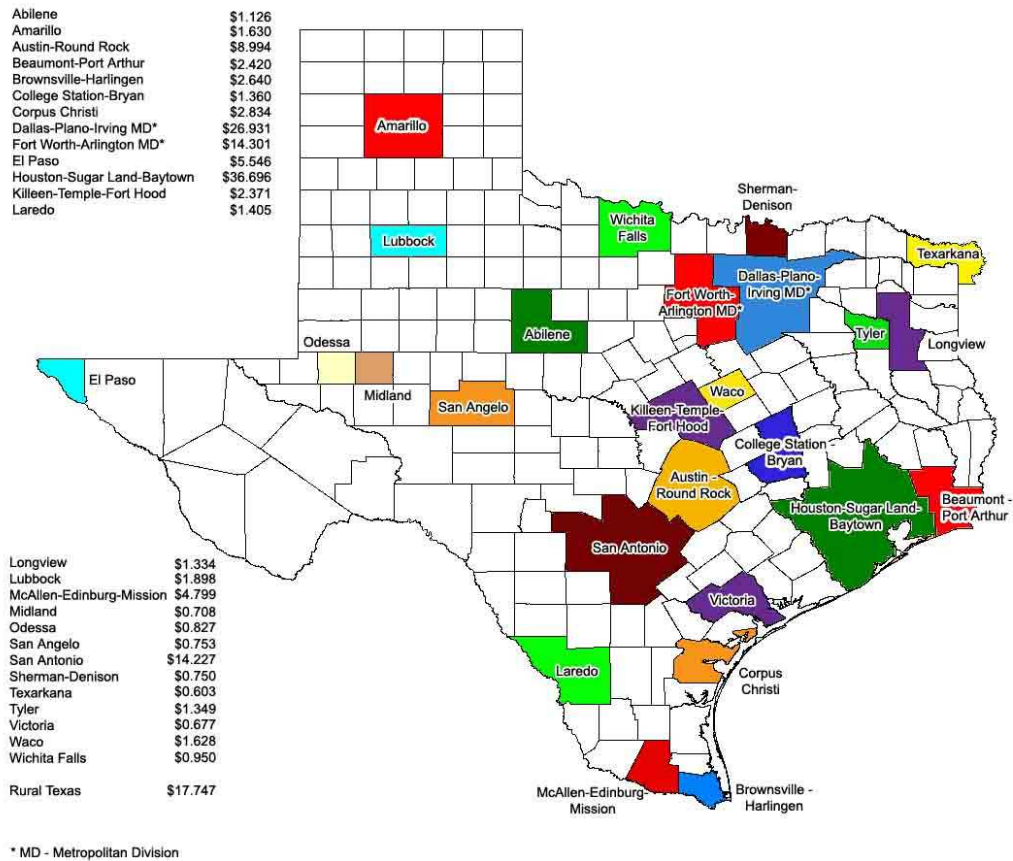 Abilene $1.126
Amarillo $1.630
Austin-Round Rock $8.994
Beaumont-Port Arthur $2.420
Brownsville-Harlingen $2.640
College Station-Bryan $1.360
Corpus Christi $2.834
Dallas-Plano-Irving MD* $26.931
Fort Worth-Arlington MD* $14.301
El Paso $5.546
Houston-Sugar Land-Baytown $36.696
Killeen-Temple-Fort Hood $2.371
Laredo $1.405
Amarillo
Sherman-
Denison
Wichita
Falls
Lubbock
Texarkana
Dallas-Plano-
Irving MD*
Fort Worth-
Arlington MD*
Abilene
Tyler
Longview
Odessa
El Paso
Midland
San Angelo
Waco
Killeen-Temple-
Fort Hood
College Station -
Bryan
Austin -
Round Rock
Houston-Sugar Land-
Baytown
Beaumont -
Port Arthur
San Antonio
Victoria
Laredo
Corpus
Christi
McAllen-Edinburg-
Mission
Brownsville -
Harlingen
Longview $1.334
Lubbock $1.898
McAllen-Edinburg-Mission $4.799
Midland $0.708
Odessa $0.827
San Angelo $0.753
San Antonio $14.227
Sherman-Denison $0.750
Texarkana $0.603
Tyler $1.349
Victoria $0.677
Waco $1.628
Wichita Falls $0.950
Rural Texas $17.747
* MD - Metropolitan Division